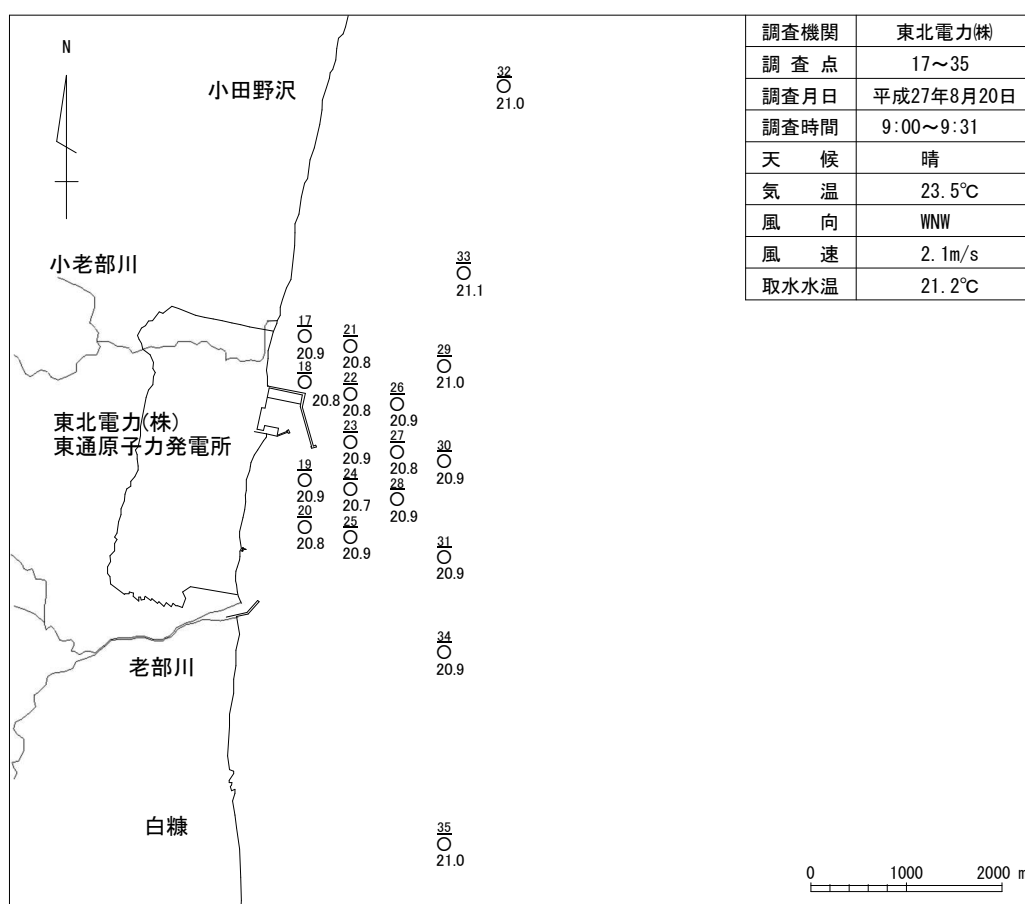 N
小田野沢
小老部川
東北電力(株)
東通原子力発電所
老部川
白糠
調査機関 東北電力㈱
調査点 17～35
調査月日 平成27年8月20日
調査時間 9:00～9:31
天候 晴
気温 23.5℃
風向 WNW
風速 2.1m/s
取水水温 21.2℃
32
21.0
33
21.1
17
20.9
21
20.8
29
21.0
18
20.8
22
20.8
26
20.9
23
20.9
27
20.8
30
20.9
19
20.9
24
20.7
28
20.9
20
20.8
25
20.9
31
20.9
34
20.9
35
21.0
0 1000 2000 m